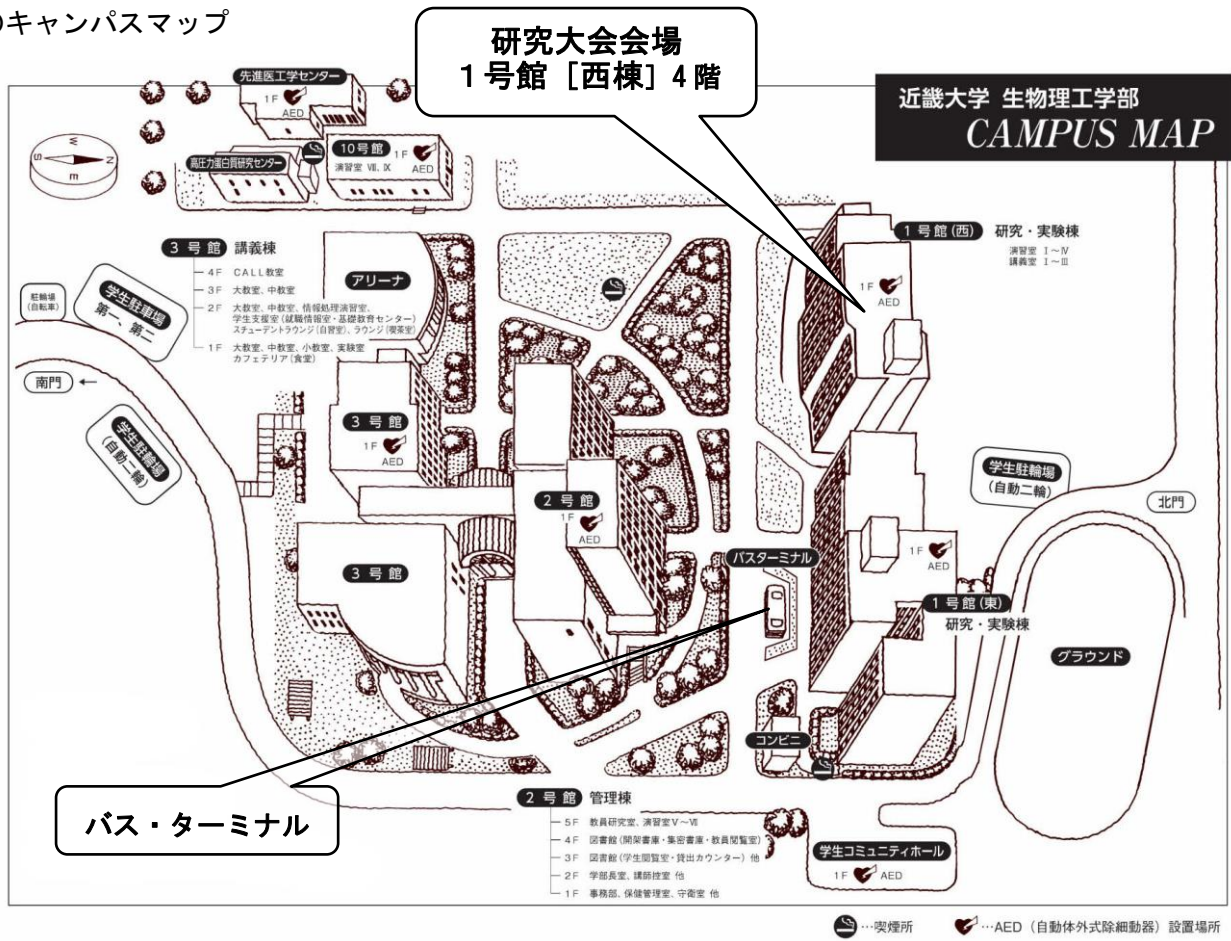 のキャンパスマップ
研究大会会場
1号館［西棟］4階
近畿大学 生物理工学部
CAMPUS MAP
先進医工学センター
1F
AED
W
S
N
E
高圧力蛋白質研究センター
10号館
1F
AED
演習室 Ⅷ、Ⅸ
1号館(西) 研究・実験棟
演習室 Ⅰ～Ⅳ
講義室 Ⅰ～Ⅲ
1F
AED
3号館 講義棟
4F CALL教室
3F 大教室、中教室
2F 大教室、中教室、情報処理演習室、
学生支援室(就職情報室・基礎教育センター)
スチューデントラウンジ(自習室)、ラウンジ(喫茶室)
1F 大教室、中教室、小教室、実験室
カフェテリア(食堂)
アリーナ
駐輪場
(自転車)
学生駐車場
第一、第二
南門 ←
学生駐輪場
(自動二輪)
3号館
1F
AED
2号館
1F
AED
3号館
バスターミナル
学生駐輪場
(自動二輪)
北門
1F
AED
1号館(東)
研究・実験棟
グラウンド
コンビニ
バス・ターミナル
2号館 管理棟
5F 教員研究室、演習室Ⅴ～Ⅶ
4F 図書館(開架書庫・集密書庫・教員閲覧室)
3F 図書館(学生閲覧室・貸出カウンター) 他
2F 学部長室、講師控室 他
1F 事務部、保健管理室、守衛室 他
学生コミュニティホール
1F AED
…喫煙所 …AED（自動体外式除細動器）設置場所